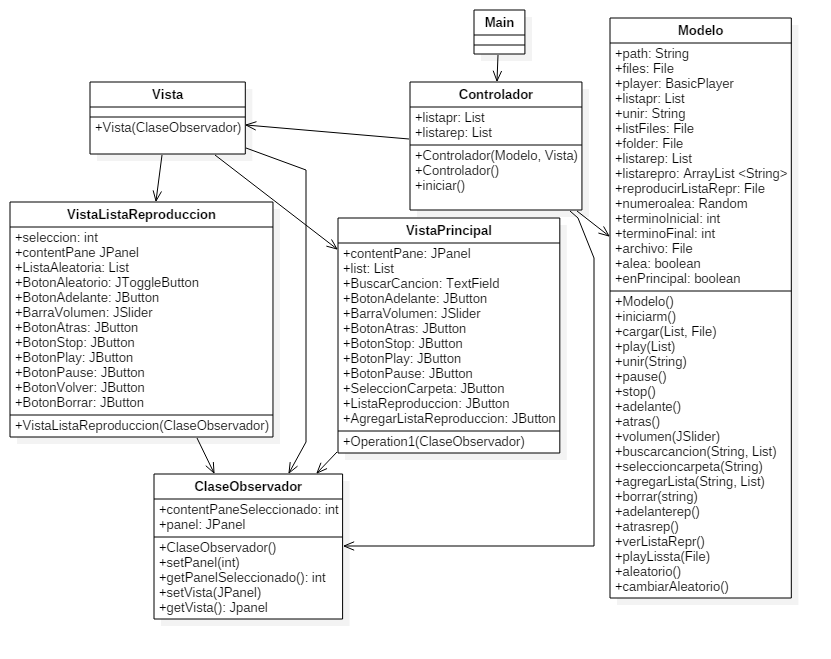 Main
Vista
+Vista(ClaseObservador)
Controlador
+listapr: List
+listarep: List
+Controlador(Modelo, Vista)
+Controlador()
+iniciar()
Modelo
+path: String
+files: File
+player: BasicPlayer
+listapr: List
+unir: String
+listFiles: File
+folder: File
+listarep: List
+listarepro: ArrayList <String>
+reproducirListaRepr: File
+numeroalea: Random
+terminoInicial: int
+terminoFinal: int
+archivo: File
+alea: boolean
+enPrincipal: boolean
+Modelo()
+iniciarm()
+cargar(List, File)
+play(List)
+unir(String)
+pause()
+stop()
+adelante()
+atras()
+volumen(JSlider)
+buscarcancion(String, List)
+seleccioncarpeta(String)
+agregarLista(String, List)
+borrar(string)
+adelanterep()
+atrasrep()
+verListaRepr()
+playLissta(File)
+aleatorio()
+cambiarAleatorio()
VistaListaReproduccion
+seleccion: int
+contentPane JPanel
+ListaAleatoria: List
+BotonAleatorio: JToggleButton
+BotonAdelante: JButton
+BarraVolumen: JSlider
+BotonAtras: JButton
+BotonStop: JButton
+BotonPlay: JButton
+BotonPause: JButton
+BotonVolver: JButton
+BotonBorrar: JButton
+VistaListaReproduccion(ClaseObservador)
VistaPrincipal
+contentPane: JPanel
+list: List
+BuscarCancion: TextField
+BotonAdelante: JButton
+BarraVolumen: JSlider
+BotonAtras: JButton
+BotonStop: JButton
+BotonPlay: JButton
+BotonPause: JButton
+SeleccionCarpeta: JButton
+ListaReproduccion: JButton
+AgregarListaReproduccion: JButton
+Operation1(ClaseObservador)
ClaseObservador
+contentPaneSeleccionado: int
+panel: JPanel
+ClaseObservador()
+setPanel(int)
+getPanelSeleccionado(): int
+setVista(JPanel)
+getVista(): Jpanel